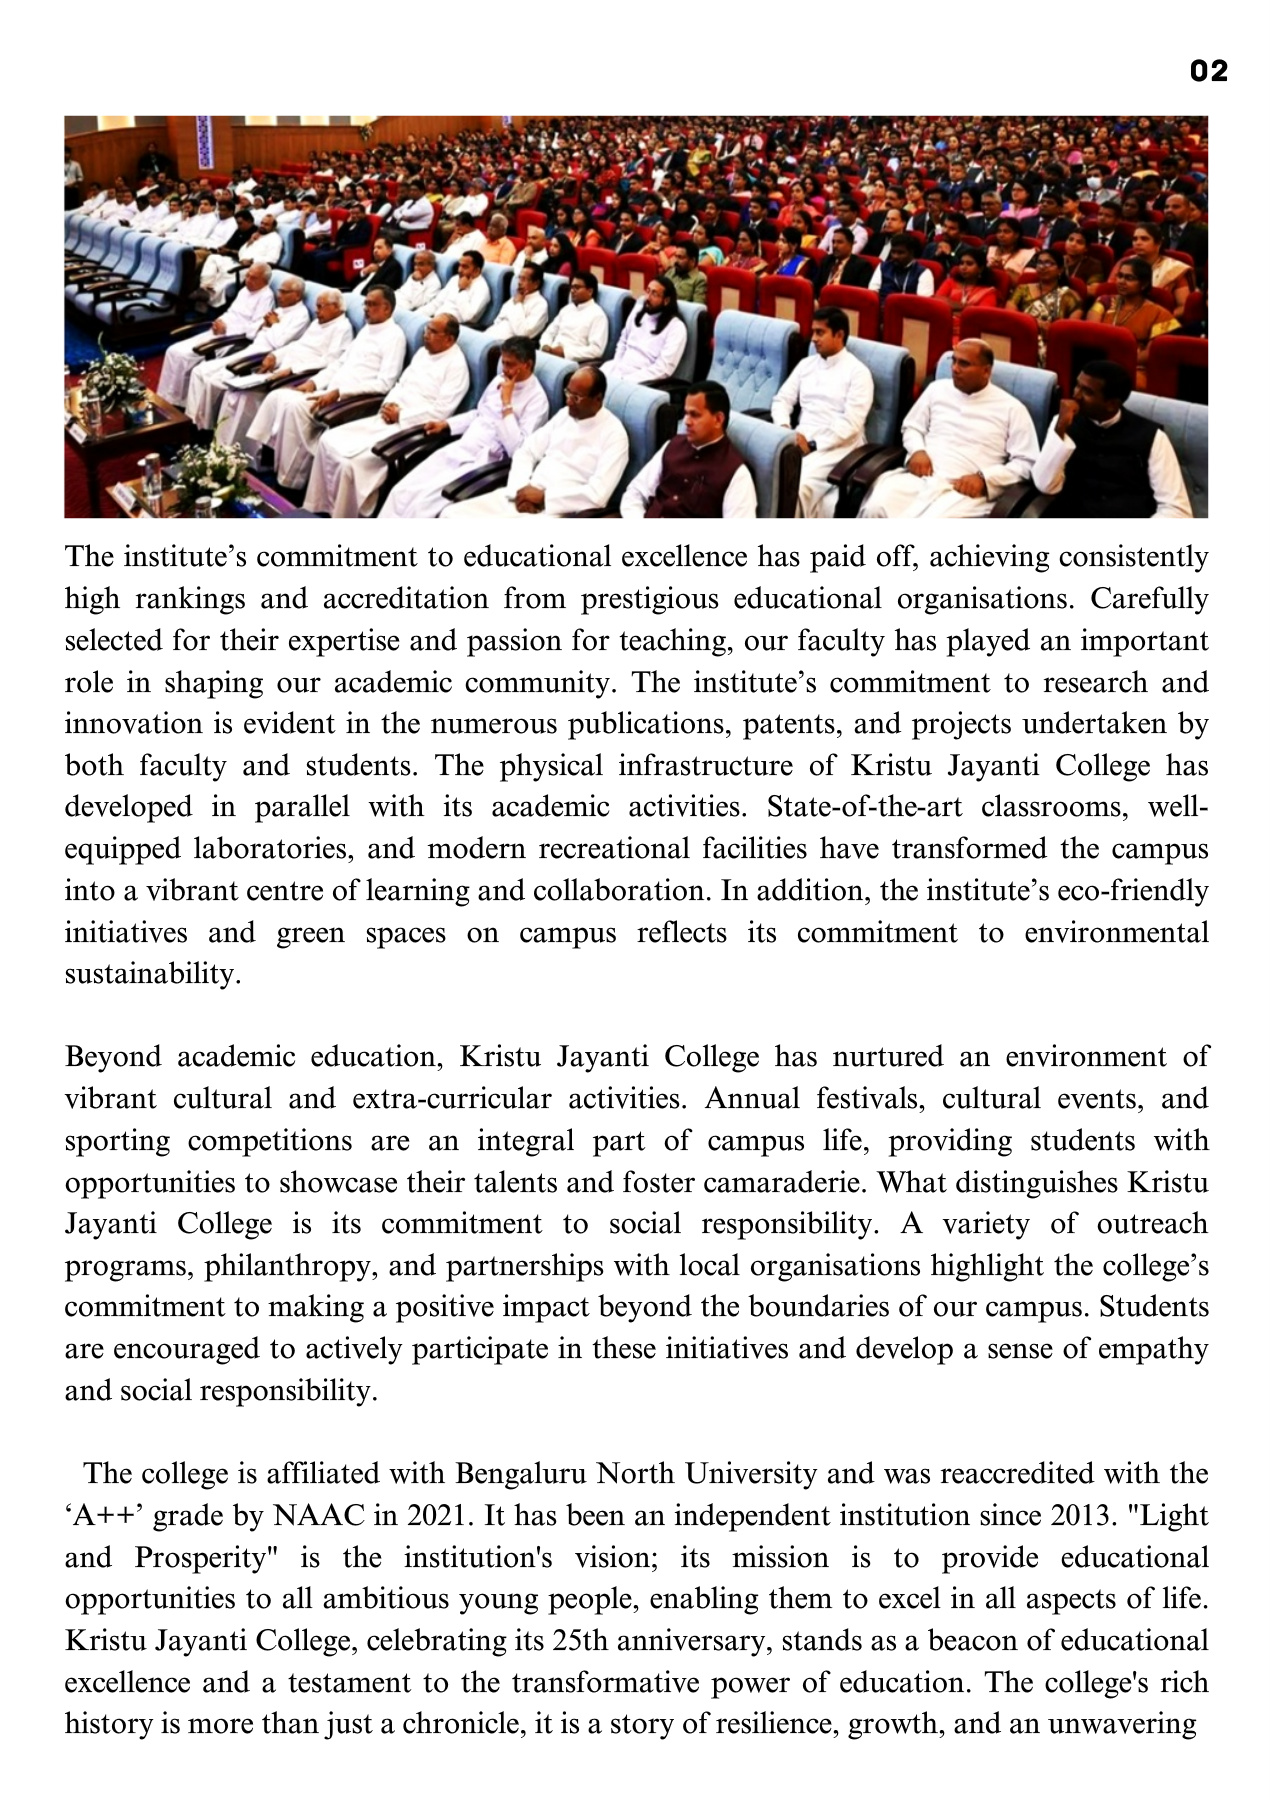 02
The institute’s commitment to educational excellence has paid off, achieving consistently
high rankings and accreditation from prestigious educational organisations. Carefully
selected for their expertise and passion for teaching, our faculty has played an important
role in shaping our academic community. The institute’s commitment to research and
innovation is evident in the numerous publications, patents, and projects undertaken by
both faculty and students. The physical infrastructure of Kristu Jayanti College has
developed in parallel with its academic activities. State-of-the-art classrooms, well-
equipped laboratories, and modern recreational facilities have transformed the campus
into a vibrant centre of learning and collaboration. In addition, the institute’s eco-friendly
initiatives and green spaces on campus reflects its commitment to environmental
sustainability.
Beyond academic education, Kristu Jayanti College has nurtured an environment of
vibrant cultural and extra-curricular activities. Annual festivals, cultural events, and
sporting competitions are an integral part of campus life, providing students with
opportunities to showcase their talents and foster camaraderie. What distinguishes Kristu
Jayanti College is its commitment to social responsibility. A variety of outreach
programs, philanthropy, and partnerships with local organisations highlight the college’s
commitment to making a positive impact beyond the boundaries of our campus. Students
are encouraged to actively participate in these initiatives and develop a sense of empathy
and social responsibility.
The college is affiliated with Bengaluru North University and was reaccredited with the
‘A++’ grade by NAAC in 2021. It has been an independent institution since 2013. "Light
and Prosperity" is the institution's vision; its mission is to provide educational
opportunities to all ambitious young people, enabling them to excel in all aspects of life.
Kristu Jayanti College, celebrating its 25th anniversary, stands as a beacon of educational
excellence and a testament to the transformative power of education. The college's rich
history is more than just a chronicle, it is a story of resilience, growth, and an unwavering